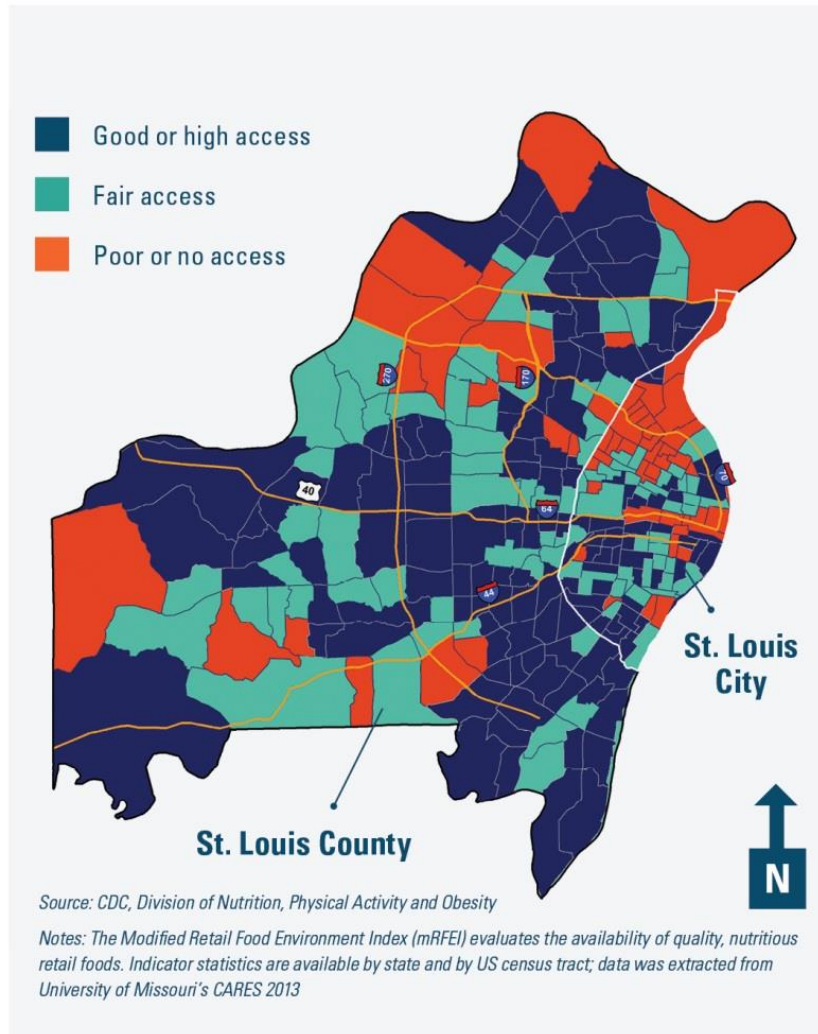 Good or high access
Fair access
Poor or no access
270
170
40
64
70
44
St. Louis
City
St. Louis County
N
Source: CDC, Division of Nutrition, Physical Activity and Obesity
Notes: The Modified Retail Food Environment Index (mRFEI) evaluates the availability of quality, nutritious
retail foods. Indicator statistics are available by state and by US census tract; data was extracted from
University of Missouri's CARES 2013